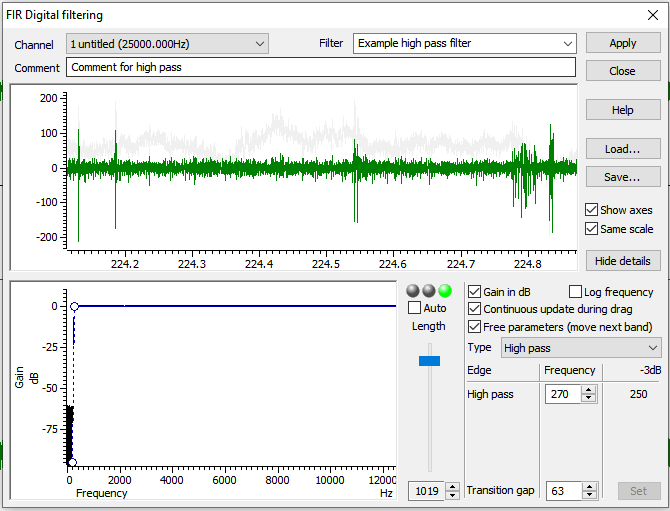 FIR Digital filtering
Channel 1 untitled (25000.000Hz) Filter Example high pass filter Apply
Comment Comment for high pass Close
Help
Load...
Save...
Show axes
Same scale
Hide details
200
100
0
-100
-200
224.2 224.3 224.4 224.5 224.6 224.7 224.8
Gain in dB Log frequency
Auto Continuous update during drag
Length Free parameters (move next band)
Type High pass
Edge Frequency -3dB
High pass 270 250
0
-25
-50
-75
Gain
dB
0 2000 4000 6000 8000 10000 12000
Frequency Hz
1019 Transition gap 63 Set